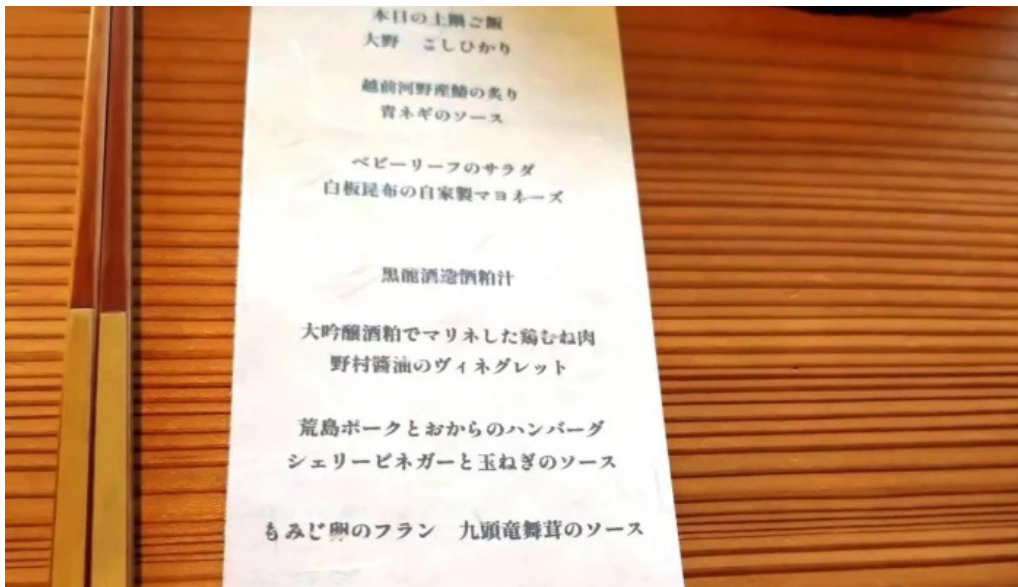 本日の土鍋ご飯
大野　こしひかり
越前河野産鰆の炙り
青ネギのソース
ベビーリーフのサラダ
白板昆布の自家製マヨネーズ
黒龍酒造酒粕汁
大吟醸酒粕でマリネした鶏むね肉
野村醬油のヴィネグレット
荒島ポークとおからのハンバーグ
シェリービネガーと玉ねぎのソース
もみじ卵のフラン　九頭竜舞茸のソース